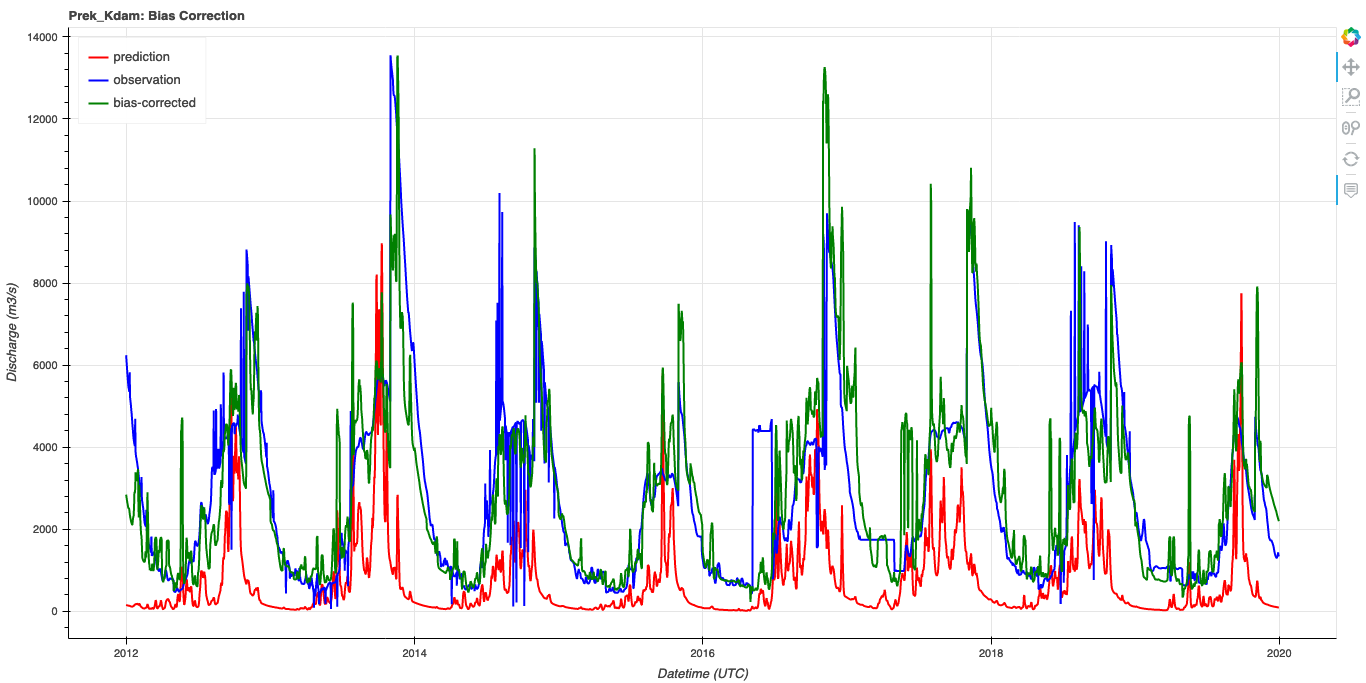 Prek_Kdam: Bias Correction
14000
12000
10000
8000
6000
4000
2000
0
Discharge (m3/s)
prediction
observation
bias-corrected
2012
2014
2016
2018
2020
Datetime (UTC)